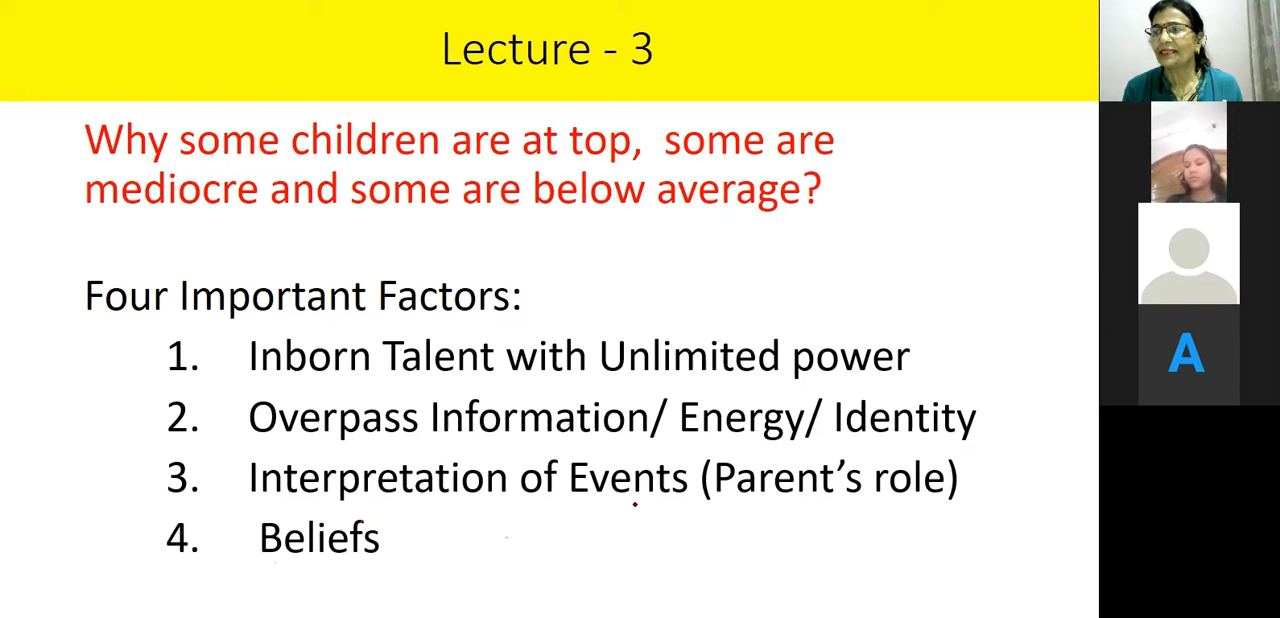 Lecture - 3
Why some children are at top,  some are
mediocre and some are below average?
Four Important Factors:
1. Inborn Talent with Unlimited power
2. Overpass Information/ Energy/ Identity
3. Interpretation of Events (Parent’s role)
4. Beliefs
A